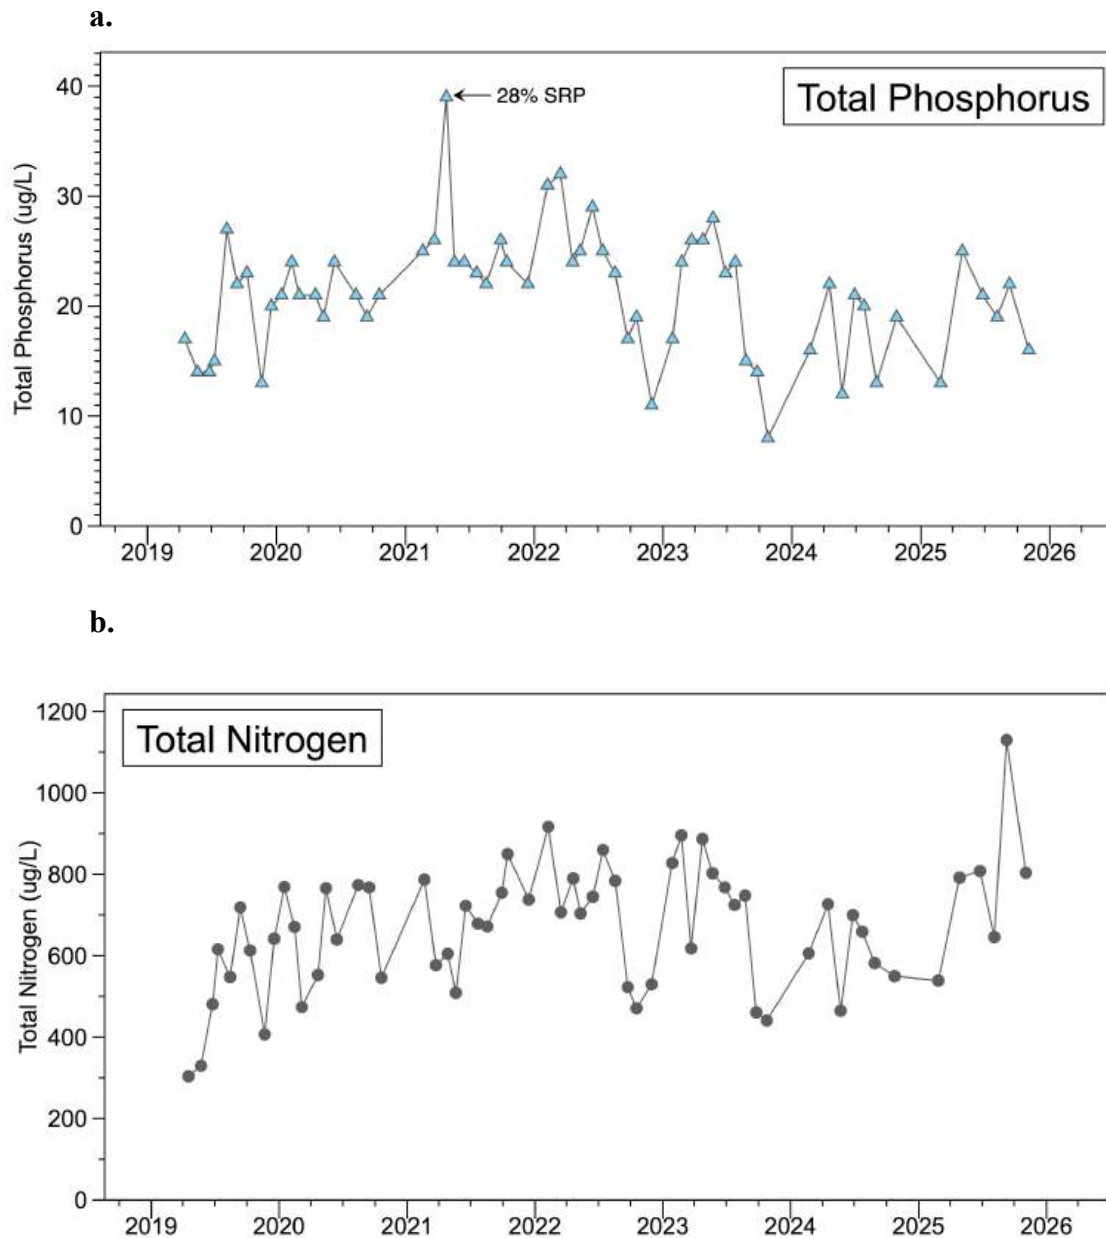 a.
Total Phosphorus
28% SRP
Total Phosphorus (ug/L)
40
30
20
10
0
2019 2020 2021 2022 2023 2024 2025 2026
b.
Total Nitrogen
Total Nitrogen (ug/L)
1200
1000
800
600
400
200
0
2019 2020 2021 2022 2023 2024 2025 2026